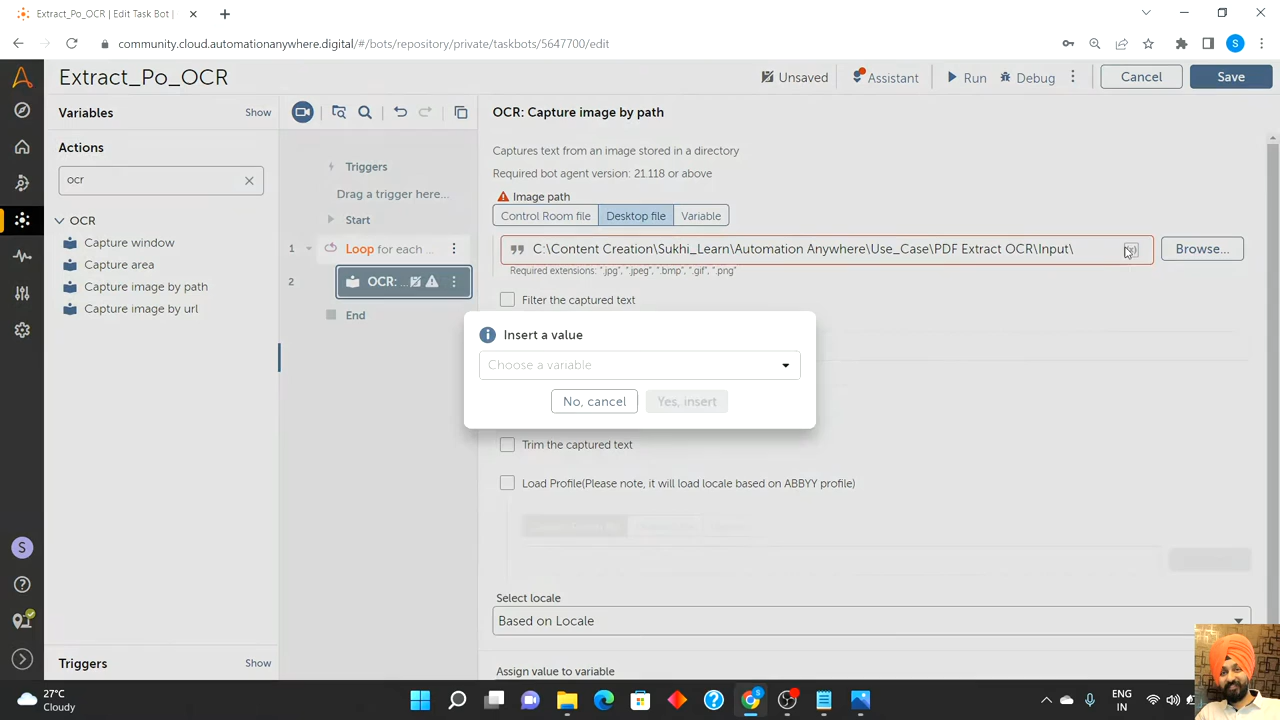 Extract_Po_OCR | Edit Task Bot |
community.cloud.automationanywhere.digital/#/bots/repository/private/taskbots/5647700/edit
S
Extract_Po_OCR
Unsaved
Assistant
Run
Debug
Cancel
Save
Variables
Show
Actions
ocr
OCR
Capture window
Capture area
Capture image by path
Capture image by url
Triggers
Show
S
Triggers
Drag a trigger here...
Start
1
Loop for each ...
2
OCR: ...
End
OCR: Capture image by path
Captures text from an image stored in a directory
Required bot agent version: 21.118 or above
Image path
Control Room file
Desktop file
Variable
C:\Content Creation\Sukhi_Learn\Automation Anywhere\Use_Case\PDF Extract OCR\Input\
Browse...
Required extensions: ".jpg", ".jpeg", ".bmp", ".gif", ".png"
Filter the captured text
Insert a value
Choose a variable
No, cancel
Yes, insert
Trim the captured text
Load Profile(Please note, it will load locale based on ABBYY profile)
Select locale
Based on Locale
Assign value to variable
27°C
Cloudy
ENG
IN